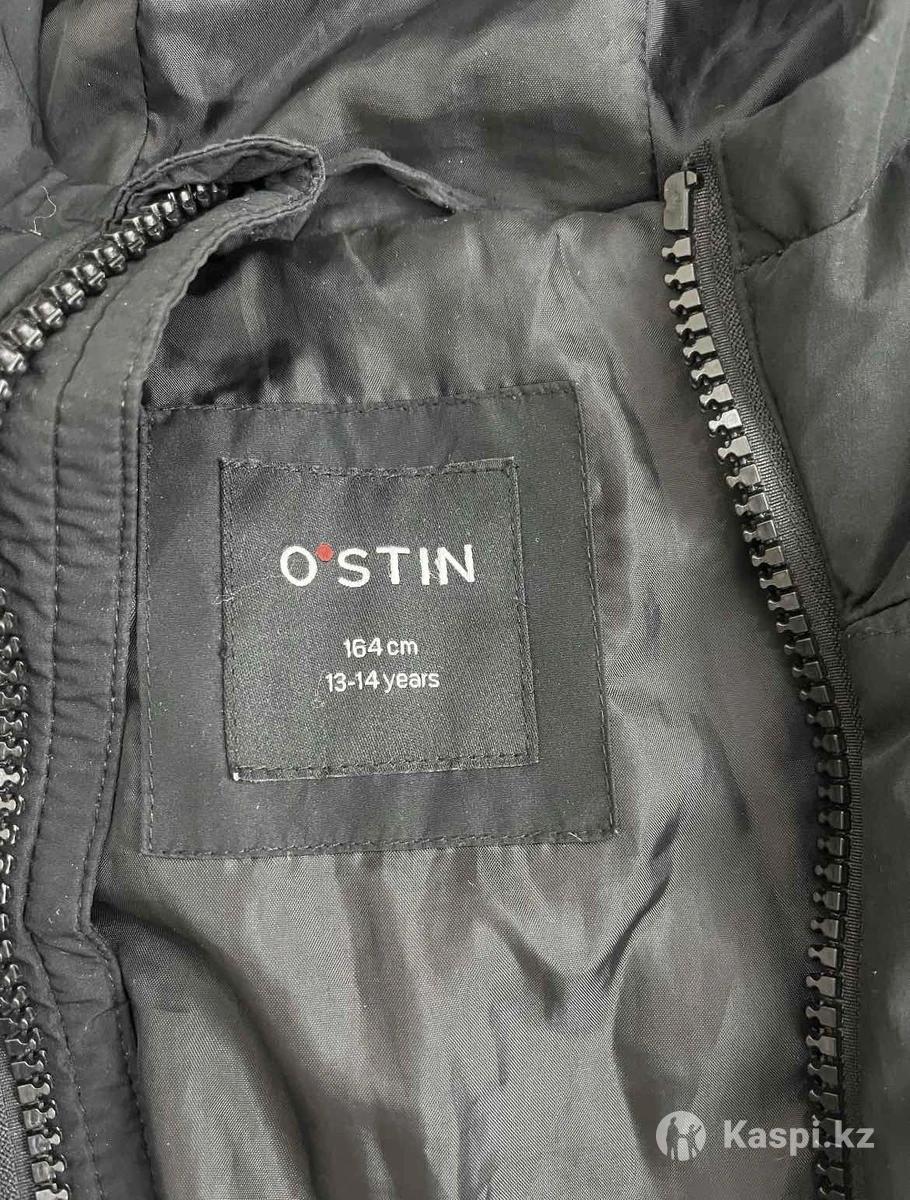 O'STIN
164 cm
13-14 years
Kaspi.kz